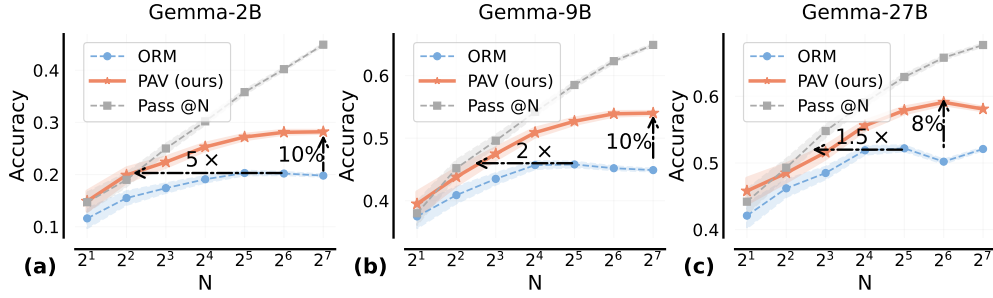 Gemma-2B
Accuracy
0.4
0.3
0.2
0.1
ORM
PAV (ours)
Pass @N
5 ×
10%
2¹ 2² 2³ 2⁴ 2⁵ 2⁶ 2⁷
N
(a)
Gemma-9B
Accuracy
0.6
0.5
0.4
ORM
PAV (ours)
Pass @N
2 ×
10%
2¹ 2² 2³ 2⁴ 2⁵ 2⁶ 2⁷
N
(b)
Gemma-27B
Accuracy
0.6
0.5
0.4
ORM
PAV (ours)
Pass @N
1.5 ×
8%
2¹ 2² 2³ 2⁴ 2⁵ 2⁶ 2⁷
N
(c)